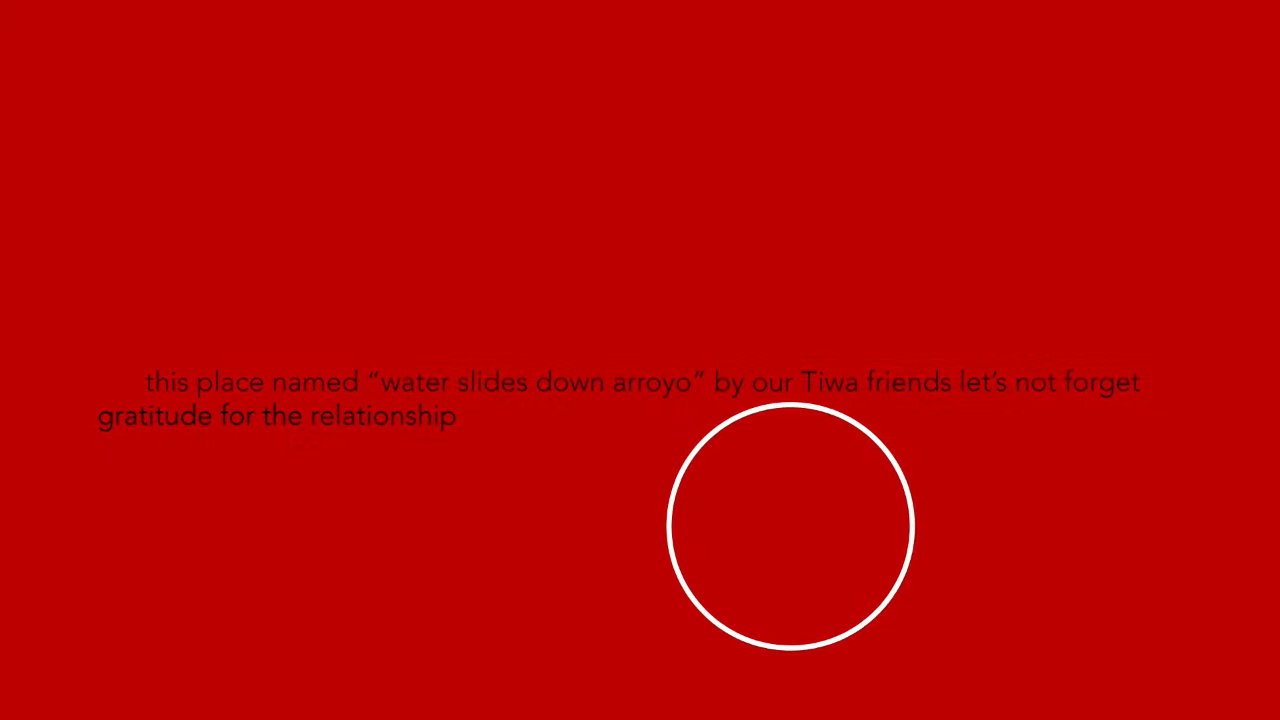 this place named “water slides down arroyo” by our Tiwa friends let’s not forget
gratitude for the relationship